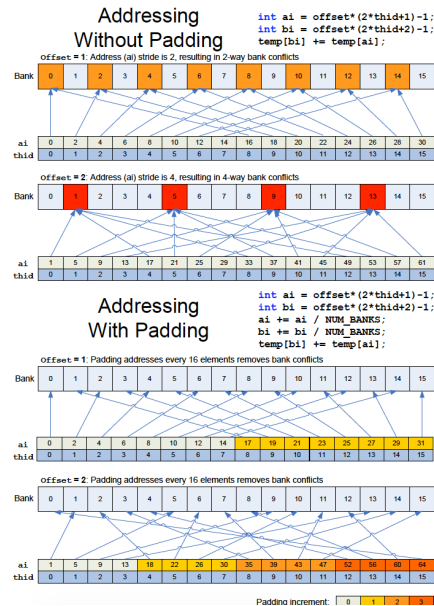 Addressing
Without Padding
int ai = offset*(2*thid+1)-1;
int bi = offset*(2*thid+2)-1;
temp[bi] += temp[ai];
Offset = 1: Address (ai) stride is 2, resulting in 2-way bank conflicts
Bank 0 1 2 3 4 5 6 7 8 9 10 11 12 13 14 15
ai 0 2 4 6 8 10 12 14 16 18 20 22 24 26 28 30
thid 0 1 2 3 4 5 6 7 8 9 10 11 12 13 14 15
Offset = 2: Address (ai) stride is 4, resulting in 4-way bank conflicts
Bank 0 1 2 3 4 5 6 7 8 9 10 11 12 13 14 15
ai 1 5 9 13 17 21 25 29 33 37 41 45 49 53 57 61
thid 0 1 2 3 4 5 6 7 8 9 10 11 12 13 14 15
Addressing
With Padding
int ai = offset*(2*thid+1)-1;
int bi = offset*(2*thid+2)-1;
ai += ai / NUM_BANKS;
bi += bi / NUM_BANKS;
temp[bi] += temp[ai];
Offset = 1: Padding addresses every 16 elements removes bank conflicts
Bank 0 1 2 3 4 5 6 7 8 9 10 11 12 13 14 15
ai 0 2 4 6 8 10 12 14 17 19 21 23 25 27 29 31
thid 0 1 2 3 4 5 6 7 8 9 10 11 12 13 14 15
Offset = 2: Padding addresses every 16 elements removes bank conflicts
Bank 0 1 2 3 4 5 6 7 8 9 10 11 12 13 14 15
ai 1 5 9 13 18 22 26 30 35 39 43 47 52 56 60 64
thid 0 1 2 3 4 5 6 7 8 9 10 11 12 13 14 15
Padding increment: 0 1 2 3